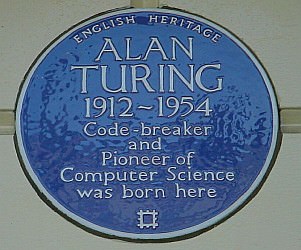 ENGLISH HERITAGE
ALAN
TURING
1912~1954
Code-breaker
and
Pioneer of
Computer Science
was born here